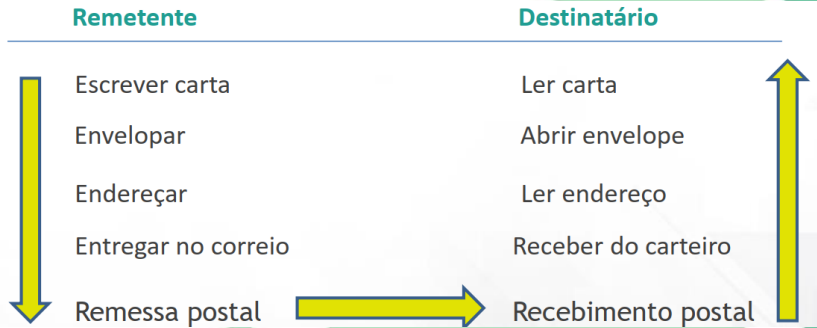 Remetente
Destinatário
Escrever carta
Ler carta
Envelopar
Abrir envelope
Endereçar
Ler endereço
Entregar no correio
Receber do carteiro
Remessa postal
Recebimento postal